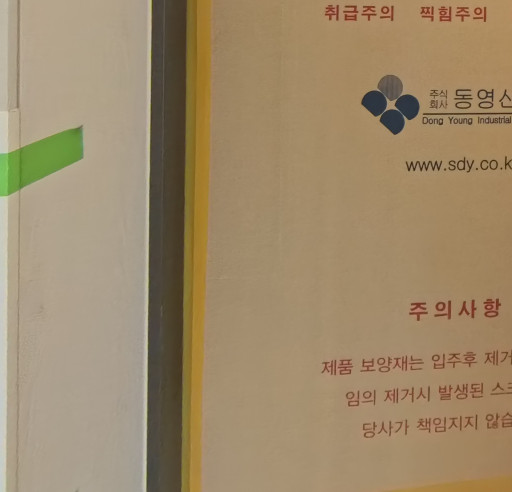 취급주의 찍힘주의
주식
회사 동영산
Dong Young Industrial
www.sdy.co.k
주의사항
제품 보양재는 입주후 제거
임의 제거시 발생된 스크
당사가 책임지지 않습